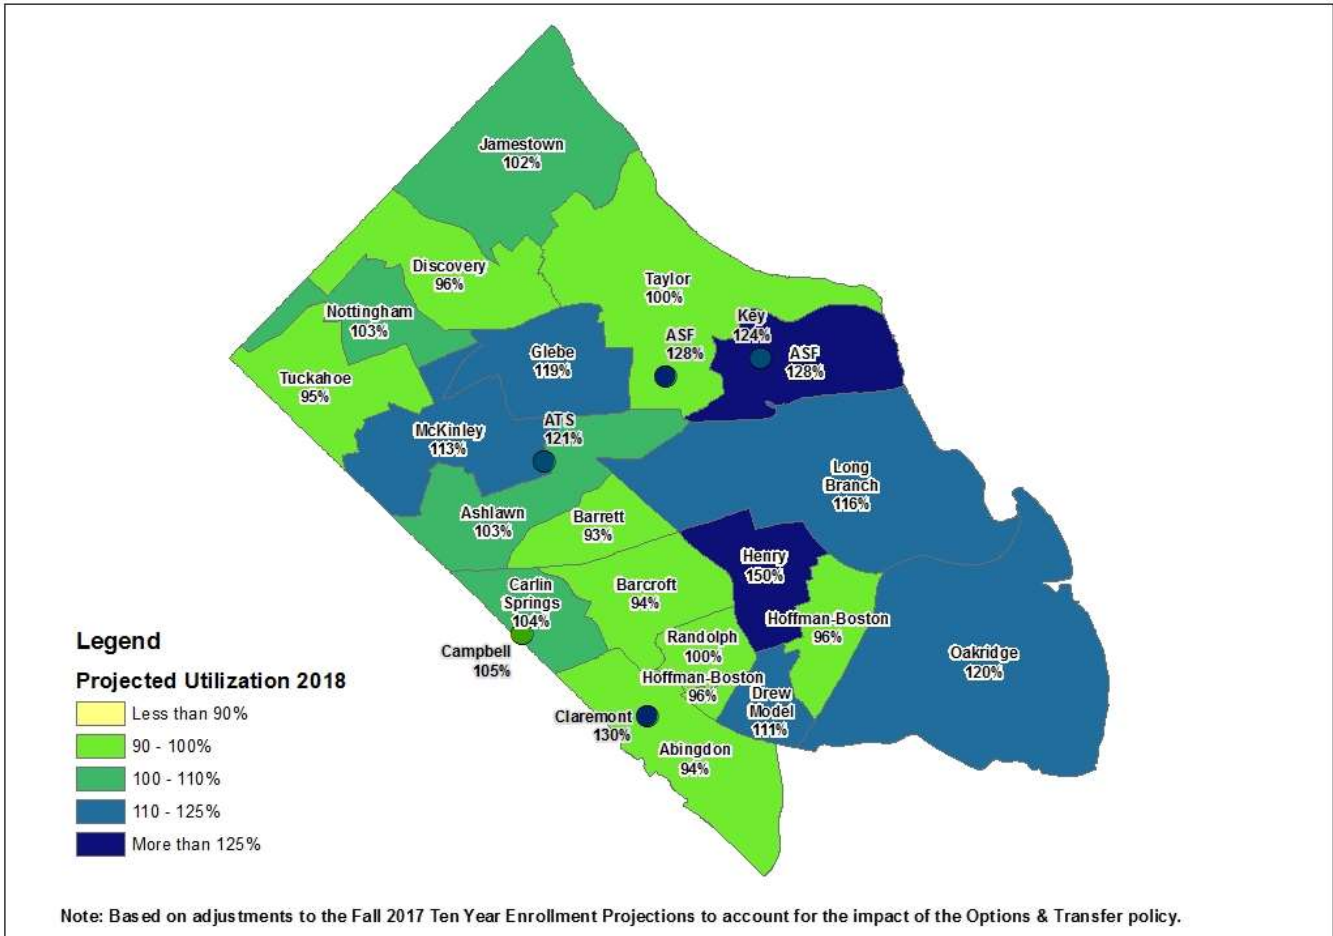 Jamestown
102%
Discovery
96%
Taylor
100%
Nottingham
103%
Key
124%
ASF
128%
ASF
128%
Glebe
119%
Tuckahoe
95%
ATS
121%
McKinley
113%
Long
Branch
116%
Ashlawn
103%
Barrett
93%
Henry
150%
Carlin
Springs
104%
Barcroft
94%
Hoffman-Boston
96%
Randolph
100%
Campbell
105%
Oakridge
120%
Hoffman-Boston
96%
Drew
Model
111%
Claremont
130%
Abingdon
94%
Legend
Projected Utilization 2018
Less than 90%
90 - 100%
100 - 110%
110 - 125%
More than 125%
Note: Based on adjustments to the Fall 2017 Ten Year Enrollment Projections to account for the impact of the Options & Transfer policy.